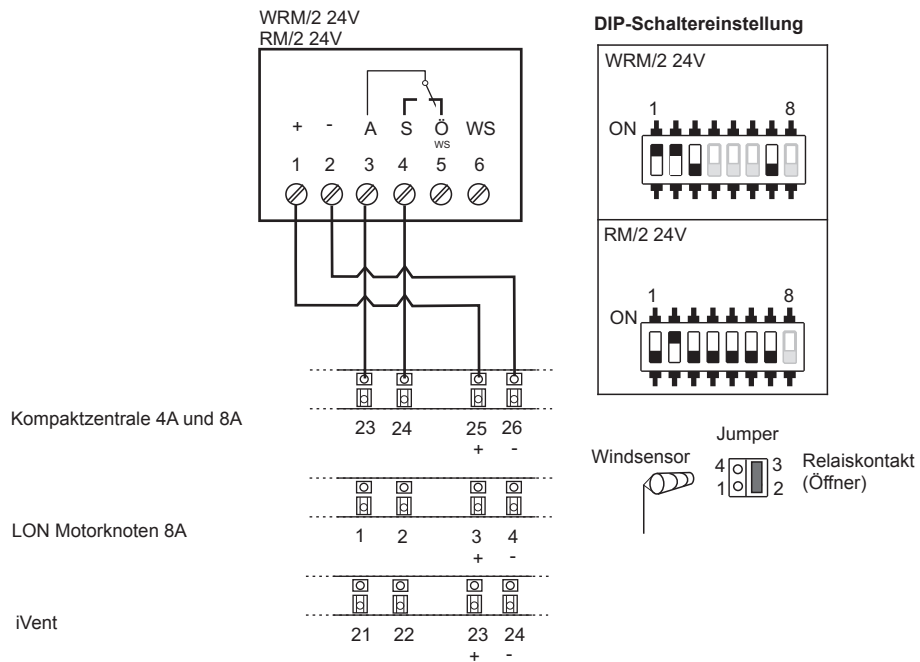 WRM/2 24V
RM/2 24V
+ - A S Ö WS
WS
1 2 3 4 5 6
DIP-Schaltereinstellung
WRM/2 24V
1 8
ON
RM/2 24V
1 8
ON
Kompaktzentrale 4A und 8A
23 24 25 26
+ -
Jumper
Windsensor
4 3
1 2
Relaiskontakt
(Öffner)
LON Motorknoten 8A
1 2 3 4
+ -
iVent
21 22 23 24
+ -